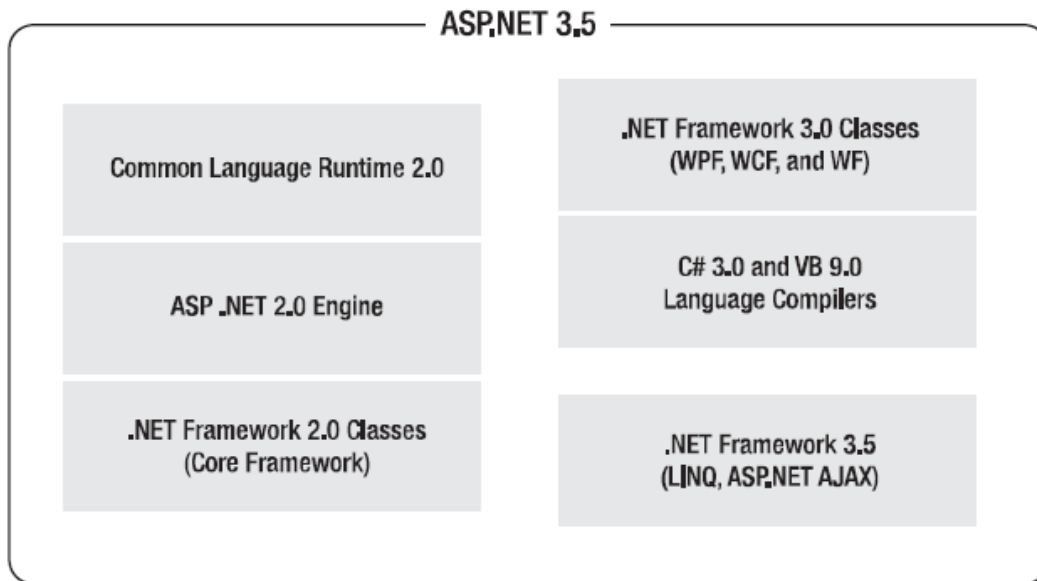 ASP.NET 3.5
Common Language Runtime 2.0
ASP .NET 2.0 Engine
.NET Framework 2.0 Classes
(Core Framework)
.NET Framework 3.0 Classes
(WPF, WCF, and WF)
C# 3.0 and VB 9.0
Language Compilers
.NET Framework 3.5
(LINQ, ASP.NET AJAX)